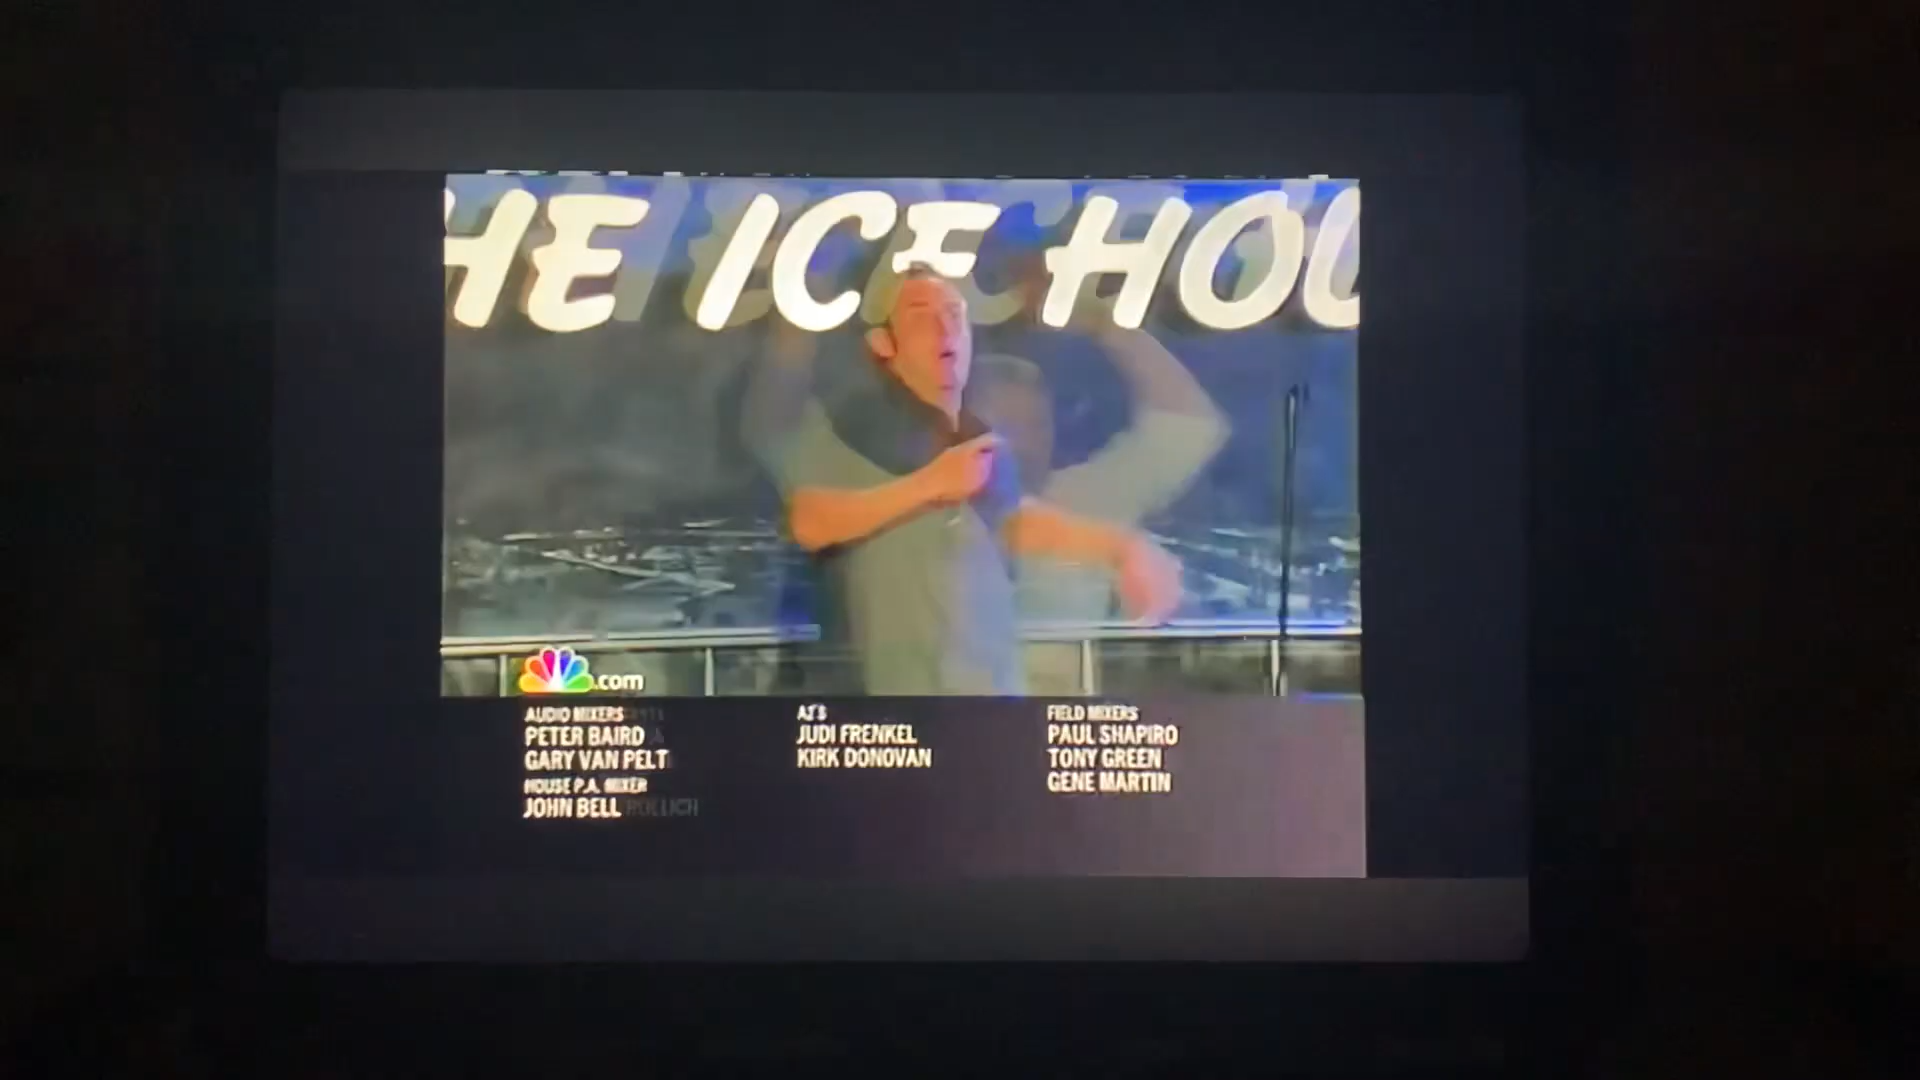 HE ICE HOU
.com
AUDIO MIXERS
PETER BAIRD
GARY VAN PELT
HOUSE P.A. MIXER
JOHN BELL
A2'S
JUDI FRENKEL
KIRK DONOVAN
FIELD MIXERS
PAUL SHAPIRO
TONY GREEN
GENE MARTIN